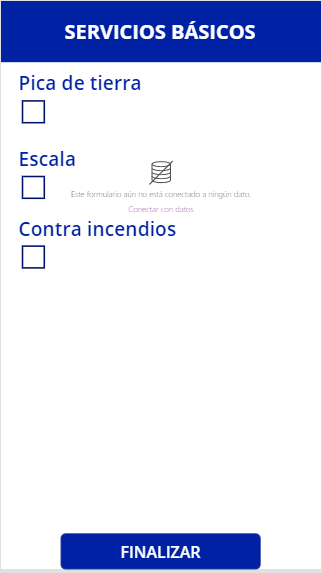 SERVICIOS BÁSICOS
Pica de tierra
Escala
Este formulario aún no está conectado a ningún dato.
Conectar con datos
Contra incendios
FINALIZAR